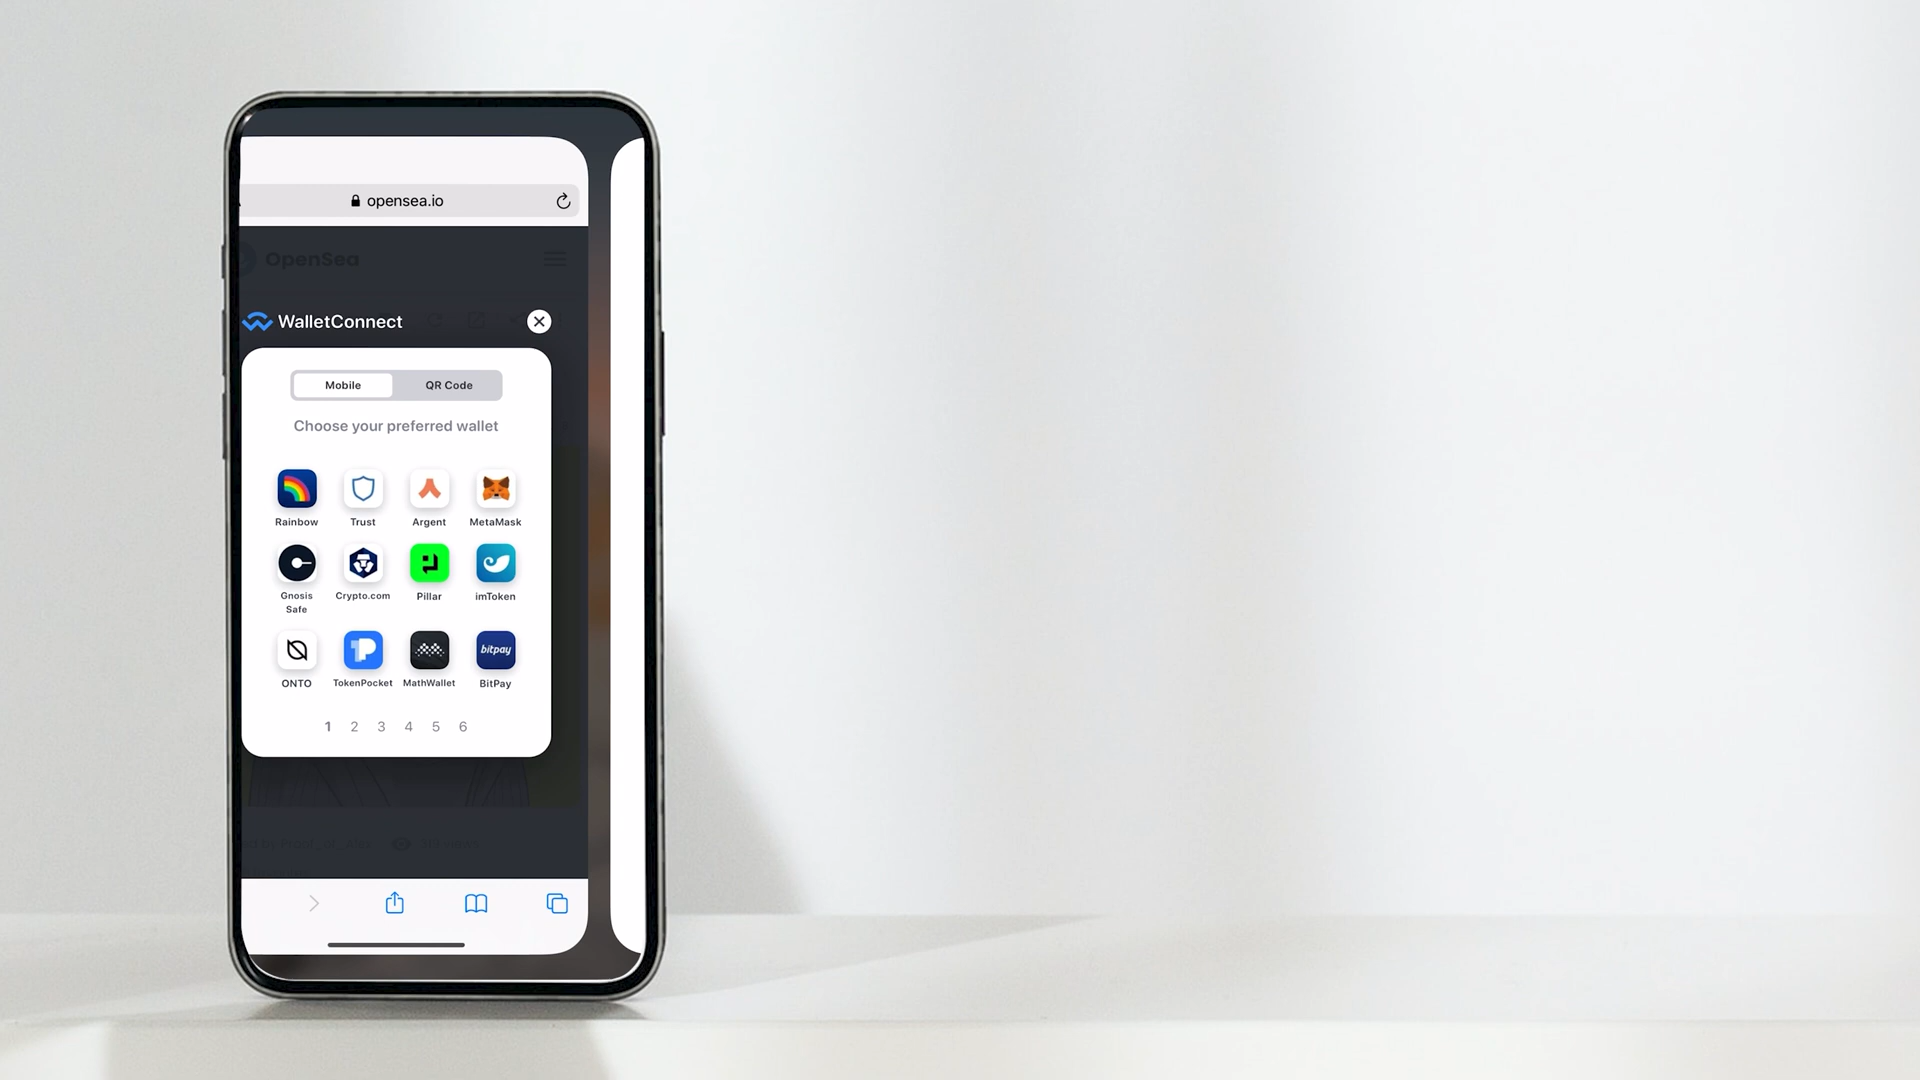 opensea.io
OpenSea
WalletConnect
Mobile QR Code
Choose your preferred wallet
Rainbow Trust Argent MetaMask
Gnosis Safe Crypto.com Pillar imToken
bitpay
ONTO TokenPocket MathWallet BitPay
1 2 3 4 5 6